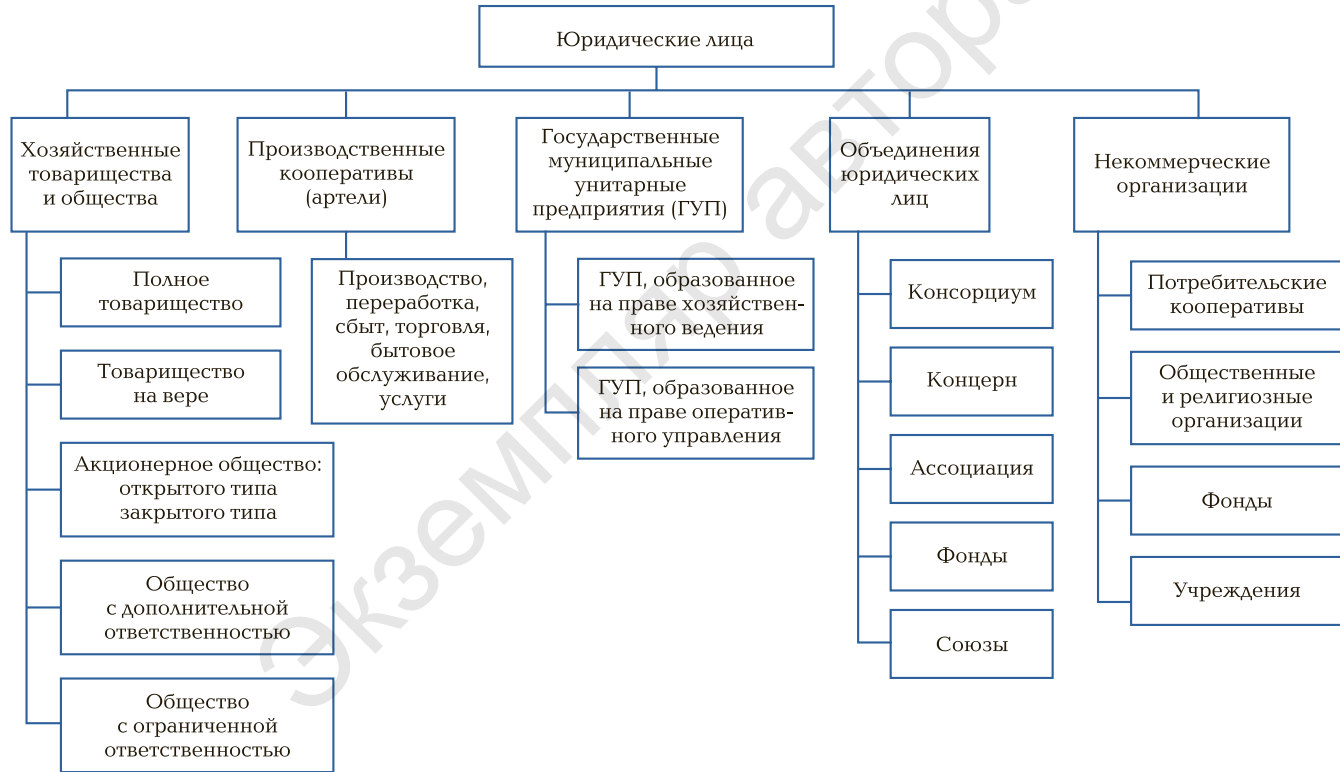 Юридические лица
Хозяйственные
товарищества
и общества
Полное
товарищество
Товарищество
на вере
Акционерное общество:
открытого типа
закрытого типа
Общество
с дополнительной
ответственностью
Общество
с ограниченной
ответственностью
Производственные
кооперативы
(артели)
Производство,
переработка,
сбыт, торговля,
бытовое
обслуживание,
услуги
Государственные
муниципальные
унитарные
предприятия (ГУП)
ГУП, образованное
на праве хозяйствен-
ного ведения
ГУП, образованное
на праве оператив-
ного управления
Объединения
юридических
лиц
Консорциум
Концерн
Ассоциация
Фонды
Союзы
Некоммерческие
организации
Потребительские
кооперативы
Общественные
и религиозные
организации
Фонды
Учреждения
Экземпляр автора